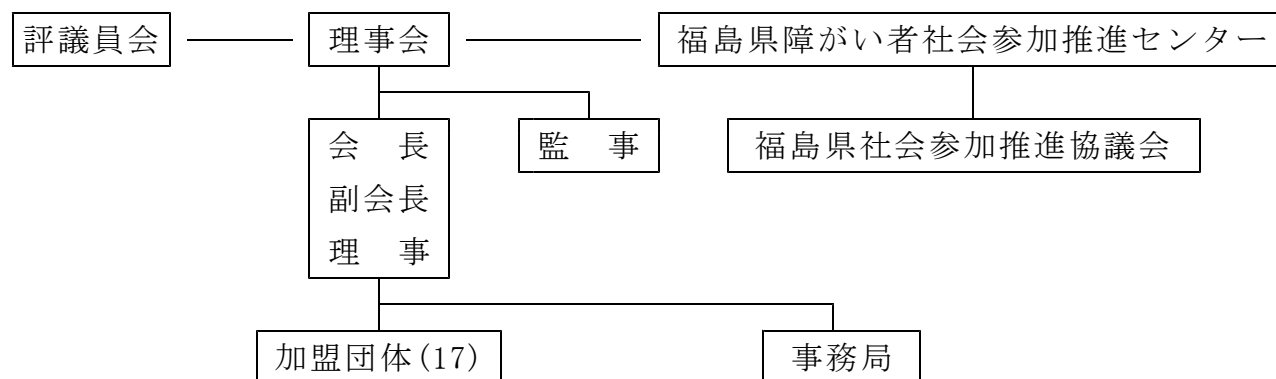 評議員会
理事会
福島県障がい者社会参加推進センター
会　長
副会長
理　事
監　事
福島県社会参加推進協議会
加盟団体(17)
事務局